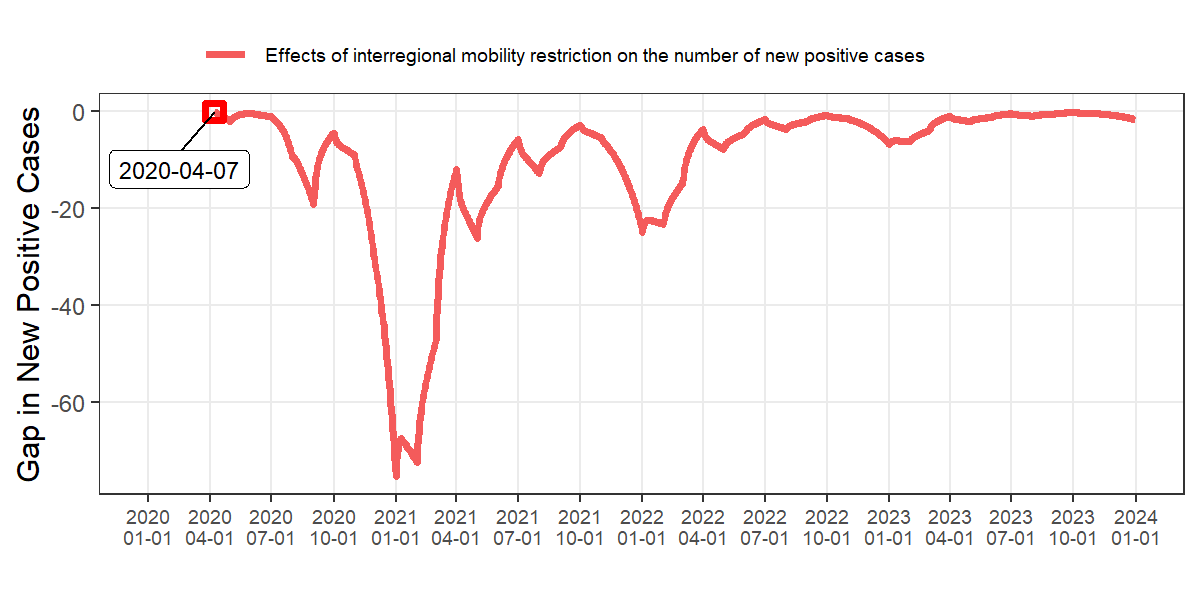 Effects of interregional mobility restriction on the number of new positive cases
Gap in New Positive Cases
0
-20
-40
-60
2020-04-07
2020 2020 2020 2020 2021 2021 2021 2021 2022 2022 2022 2022 2023 2023 2023 2023 2024
01-01 04-01 07-01 10-01 01-01 04-01 07-01 10-01 01-01 04-01 07-01 10-01 01-01 04-01 07-01 10-01 01-01